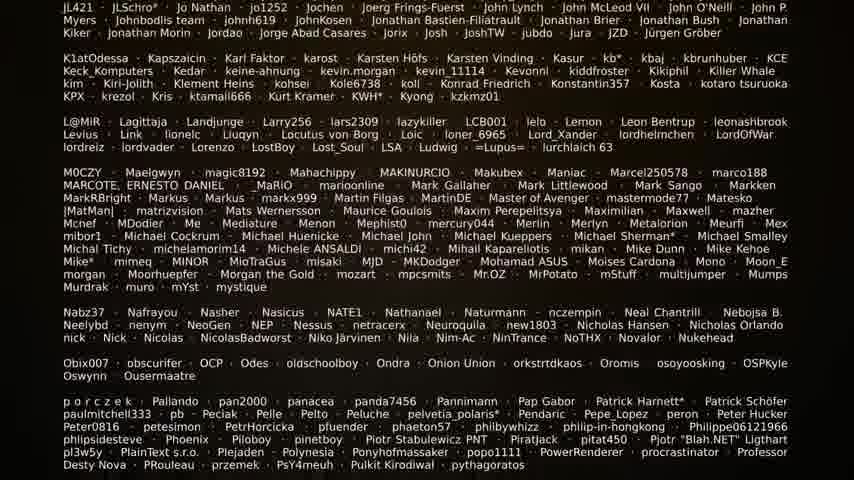 JL421 · JLSchro* · Jo Nathan · jo1252 · Jochen · Joerg Frings-Fuerst · John Lynch · John McLeod VII · John O'Neill · John P.
Myers · Johnbodlis team · johnh619 · JohnKosen · Jonathan Bastien-Filiatrault · Jonathan Brier · Jonathan Bush · Jonathan
Kiker · Jonathan Morin · Jordao · Jorge Abad Casares · Jorix · Josh · JoshTW · jubdo · Jura · JZD · Jürgen Gröber
K1atOdessa · Kapszaicin · Karl Faktor · karost · Karsten Höfs · Karsten Vinding · Kasur · kb* · kbaj · kbrunhuber · KCE
Keck_Komputers · Kedar · keine-ahnung · kevin.morgan · kevin_11114 · Kevonni · kiddfroster · Kikiphil · Killer Whale
kim · Kiri-Jolith · Klement Heins · kohsei · Kole6738 · koll · Konrad Friedrich · Konstantin357 · Kosta · kotaro tsuruoka
KPX · krezol · Kris · ktamail666 · Kurt Kramer · KWH* · Kyong · kzkmz01
L@MiR · Lagittaja · Landjunge · Larry256 · lars2309 · lazykiller · LCB001 · lelo · Lemon · Leon Bentrup · leonashbrook
Levius · Link · lionelc · Liuqyn · Locutus von Borg · Loic · loner_6965 · Lord_Xander · lordhelmchen · LordOfWar
lordreiz · lordvader · Lorenzo · LostBoy · Lost_Soul · LSA · Ludwig · =Lupus= · lurchlaich 63
M0CZY · Maelgwyn · magic8192 · Mahachippy · MAKINURCIO · Makubex · Maniac · Marcel250578 · marco188
MARCOTE, ERNESTO DANIEL · _MaRiO · marioonline · Mark Gallaher · Mark Littlewood · Mark Sango · Markken
MarkRBright · Markus · Markus · markx999 · Martin Filgas · MartinDE · Master of Avenger · mastermode77 · Matesko
|MatMan| · matrizvision · Mats Wernersson · Maurice Goulois · Maxim Perepelitsya · Maximilian · Maxwell · mazher
Mcnef · MDodier · Me · Mediature · Menon · Mephist0 · mercury044 · Merlin · Merlyn · Metalorion · Meurfi · Mex
mibor1 · Michael Cockrum · Michael Huenicke · Michael John · Michael Kueppers · Michael Sherman* · Michael Smalley
Michal Tichy · michelamorim14 · Michele ANSALDI · michi42 · Mihail Kapareliotis · mikan · Mike Dunn · Mike Kehoe
Mike* · mimeq · MINOR · MioTraGus · misaki · MJD · MKDodger · Mohamad ASUS · Moises Cardona · Mono · Moon_E
morgan · Moorhuepfer · Morgan the Gold · mozart · mpcsmits · Mr.OZ · MrPotato · mStuff · multijumper · Mumps
Murdrak · muro · mYst · mystique
Nabz37 · Nafrayou · Nasher · Nasicus · NATE1 · Nathanael · Naturmann · nczempin · Neal Chantrill · Nebojsa B.
Neelybd · nenym · NeoGen · NEP · Nessus · netracerx · Neuroquila · new1803 · Nicholas Hansen · Nicholas Orlando
nick · Nick · Nicolas · NicolasBadworst · Niko Järvinen · Nila · Nim-Ac · NinTrance · NoTHX · Novalor · Nukehead
Obix007 · obscurifer · OCP · Odes · oldschoolboy · Ondra · Onion Union · orkstrtdkaos · Oromis · osoyoosking · OSPKyle
Oswynn · Ousermaatre
p o r c z e k · Pallando · pan2000 · panacea · panda7456 · Pannimann · Pap Gabor · Patrick Harnett* · Patrick Schöfer
paulmitchell333 · pb · Peciak · Pelle · Pelto · Peluche · pelvetia_polaris* · Pendaric · Pepe_Lopez · peron · Peter Hucker
Peter0816 · petesimon · PetrHorcicka · pfuender · phaeton57 · philbywhizz · philip-in-hongkong · Philippe06121966
phlipsidesteve · Phoenix · Piloboy · pinetboy · Piotr Stabulewicz PNT · PiratJack · pitat450 · Pjotr "Blah.NET" Ligthart
pl3w5y · PlainText s.r.o. · Plejaden · Polynesia · Ponyhofmassaker · popo1111 · PowerRenderer · procrastinator · Professor
Desty Nova · PRouleau · przemek · PsY4meuh · Pulkit Kirodiwal · pythagoratos